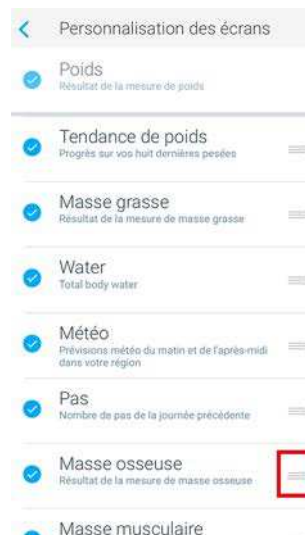 Personnalisation des écrans
Poids
Résultat de la mesure de poids
Tendance de poids
Progrès sur vos huit dernières pesées
Masse grasse
Résultat de la mesure de masse grasse
Water
Total body water
Météo
Prévisions météo du matin et de l'après-midi
dans votre région
Pas
Nombre de pas de la journée précédente
Masse osseuse
Résultat de la mesure de masse osseuse
Masse musculaire